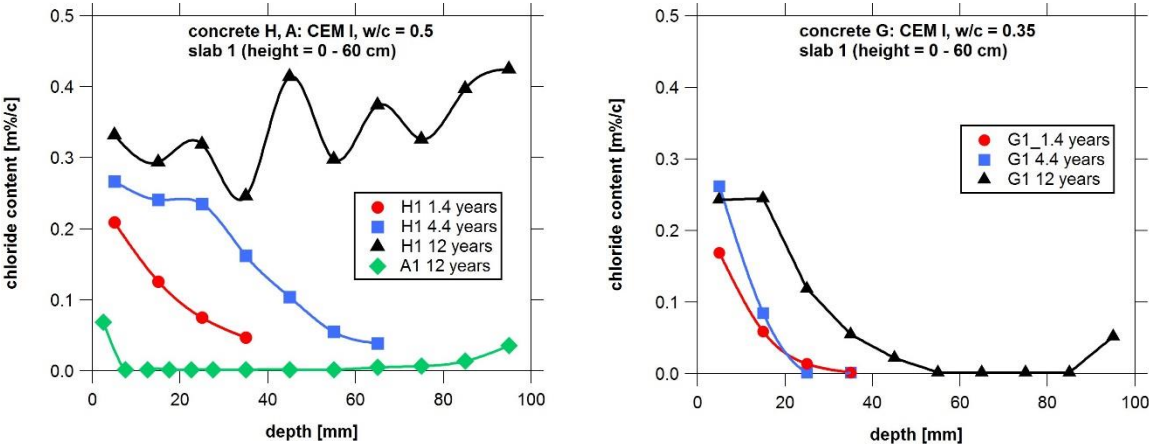 concrete H, A: CEM I, w/c = 0.5
slab 1 (height = 0 - 60 cm)
chloride content [m%/c]
0.5
0.4
0.3
0.2
0.1
0.0
H1 1.4 years
H1 4.4 years
H1 12 years
A1 12 years
0 20 40 60 80 100
depth [mm]
concrete G: CEM I, w/c = 0.35
slab 1 (height = 0 - 60 cm)
chloride content [m%/c]
0.5
0.4
0.3
0.2
0.1
0.0
G1_1.4 years
G1 4.4 years
G1 12 years
0 20 40 60 80 100
depth [mm]